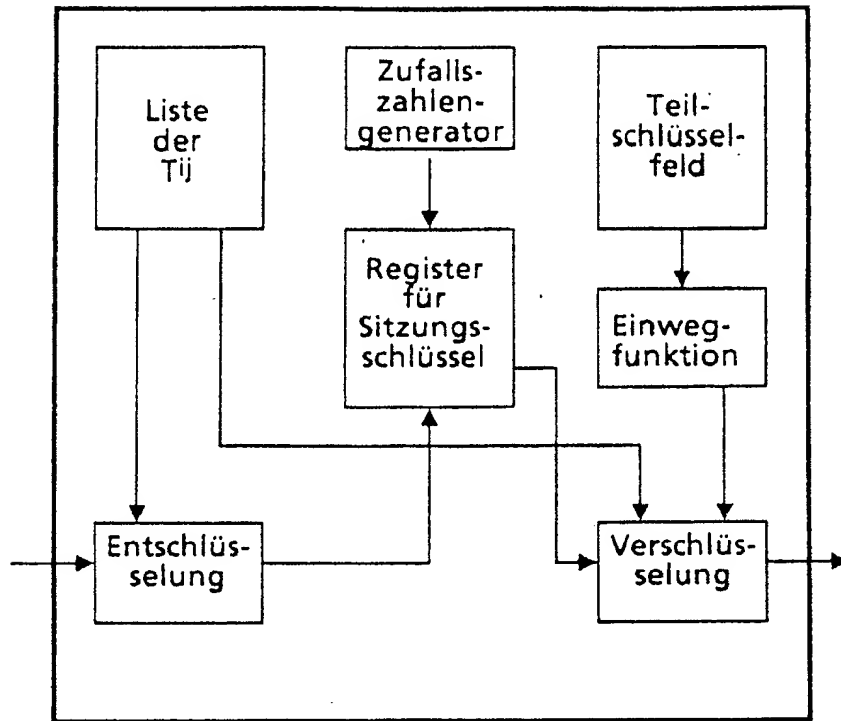 Liste
der
Tij
Zufalls-
zahlen-
generator
Teil-
schlüssel-
feld
Register
für
Sitzungs-
schlüssel
Einweg-
funktion
Entschlüs-
selung
Verschlüs-
selung